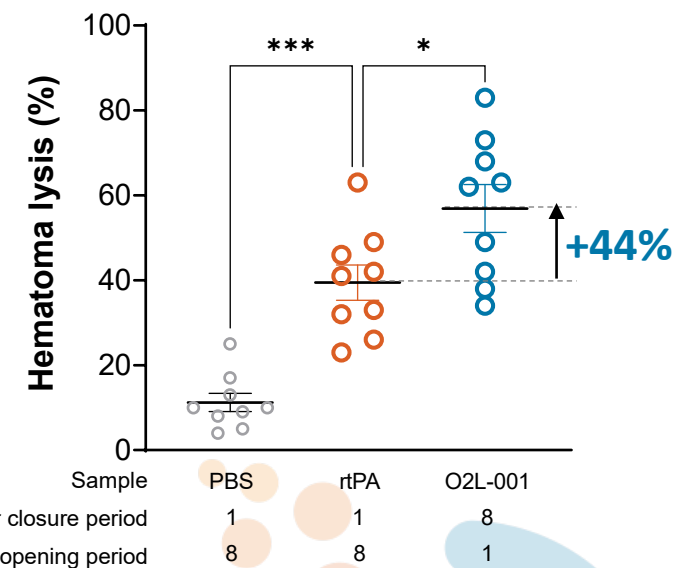 100
*** *
80
60
+44%
40
20
0
Hematoma lysis (%)
Sample PBS rtPA O2L-001
closure period 1 1 8
opening period 8 8 1